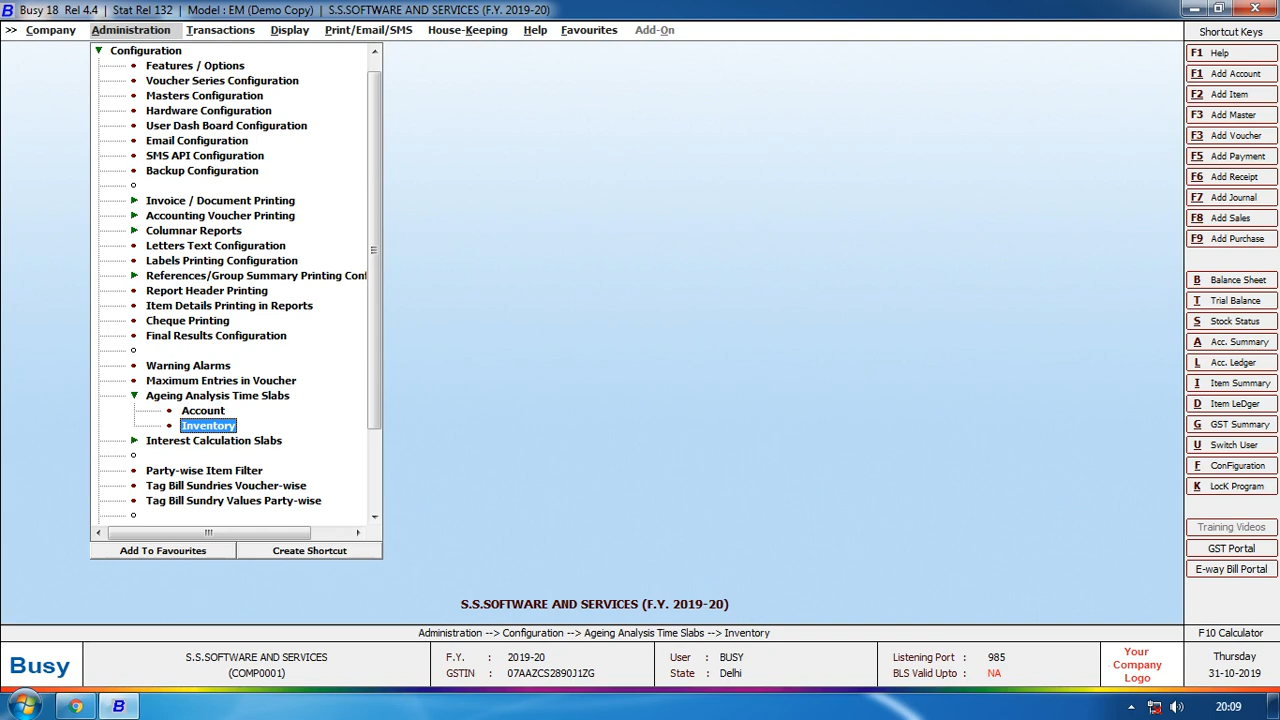 Busy 18 Rel 4.4 | Stat Rel 132 | Model : EM (Demo Copy) | S.S.SOFTWARE AND SERVICES (F.Y. 2019-20)
>> Company Administration Transactions Display Print/Email/SMS House-Keeping Help Favourites Add-On
Configuration
Features / Options
Voucher Series Configuration
Masters Configuration
Hardware Configuration
User Dash Board Configuration
Email Configuration
SMS API Configuration
Backup Configuration
Invoice / Document Printing
Accounting Voucher Printing
Columnar Reports
Letters Text Configuration
Labels Printing Configuration
References/Group Summary Printing Conf
Report Header Printing
Item Details Printing in Reports
Cheque Printing
Final Results Configuration
Warning Alarms
Maximum Entries in Voucher
Ageing Analysis Time Slabs
Account
Inventory
Interest Calculation Slabs
Party-wise Item Filter
Tag Bill Sundries Voucher-wise
Tag Bill Sundry Values Party-wise
Add To Favourites Create Shortcut
Shortcut Keys
F1 Help
F1 Add Account
F2 Add Item
F3 Add Master
F3 Add Voucher
F5 Add Payment
F6 Add Receipt
F7 Add Journal
F8 Add Sales
F9 Add Purchase
B Balance Sheet
T Trial Balance
S Stock Status
A Acc. Summary
L Acc. Ledger
I Item Summary
D Item LeDger
G GST Summary
U Switch User
F ConFiguration
K LocK Program
Training Videos
GST Portal
E-way Bill Portal
S.S.SOFTWARE AND SERVICES (F.Y. 2019-20)
Administration --> Configuration --> Ageing Analysis Time Slabs --> Inventory
F10 Calculator
Busy
S.S.SOFTWARE AND SERVICES
(COMP0001)
F.Y. : 2019-20
GSTIN : 07AAZCS2890J1ZG
User : BUSY
State : Delhi
Listening Port : 985
BLS Valid Upto : NA
Your
Company
Logo
Thursday
31-10-2019
20:09